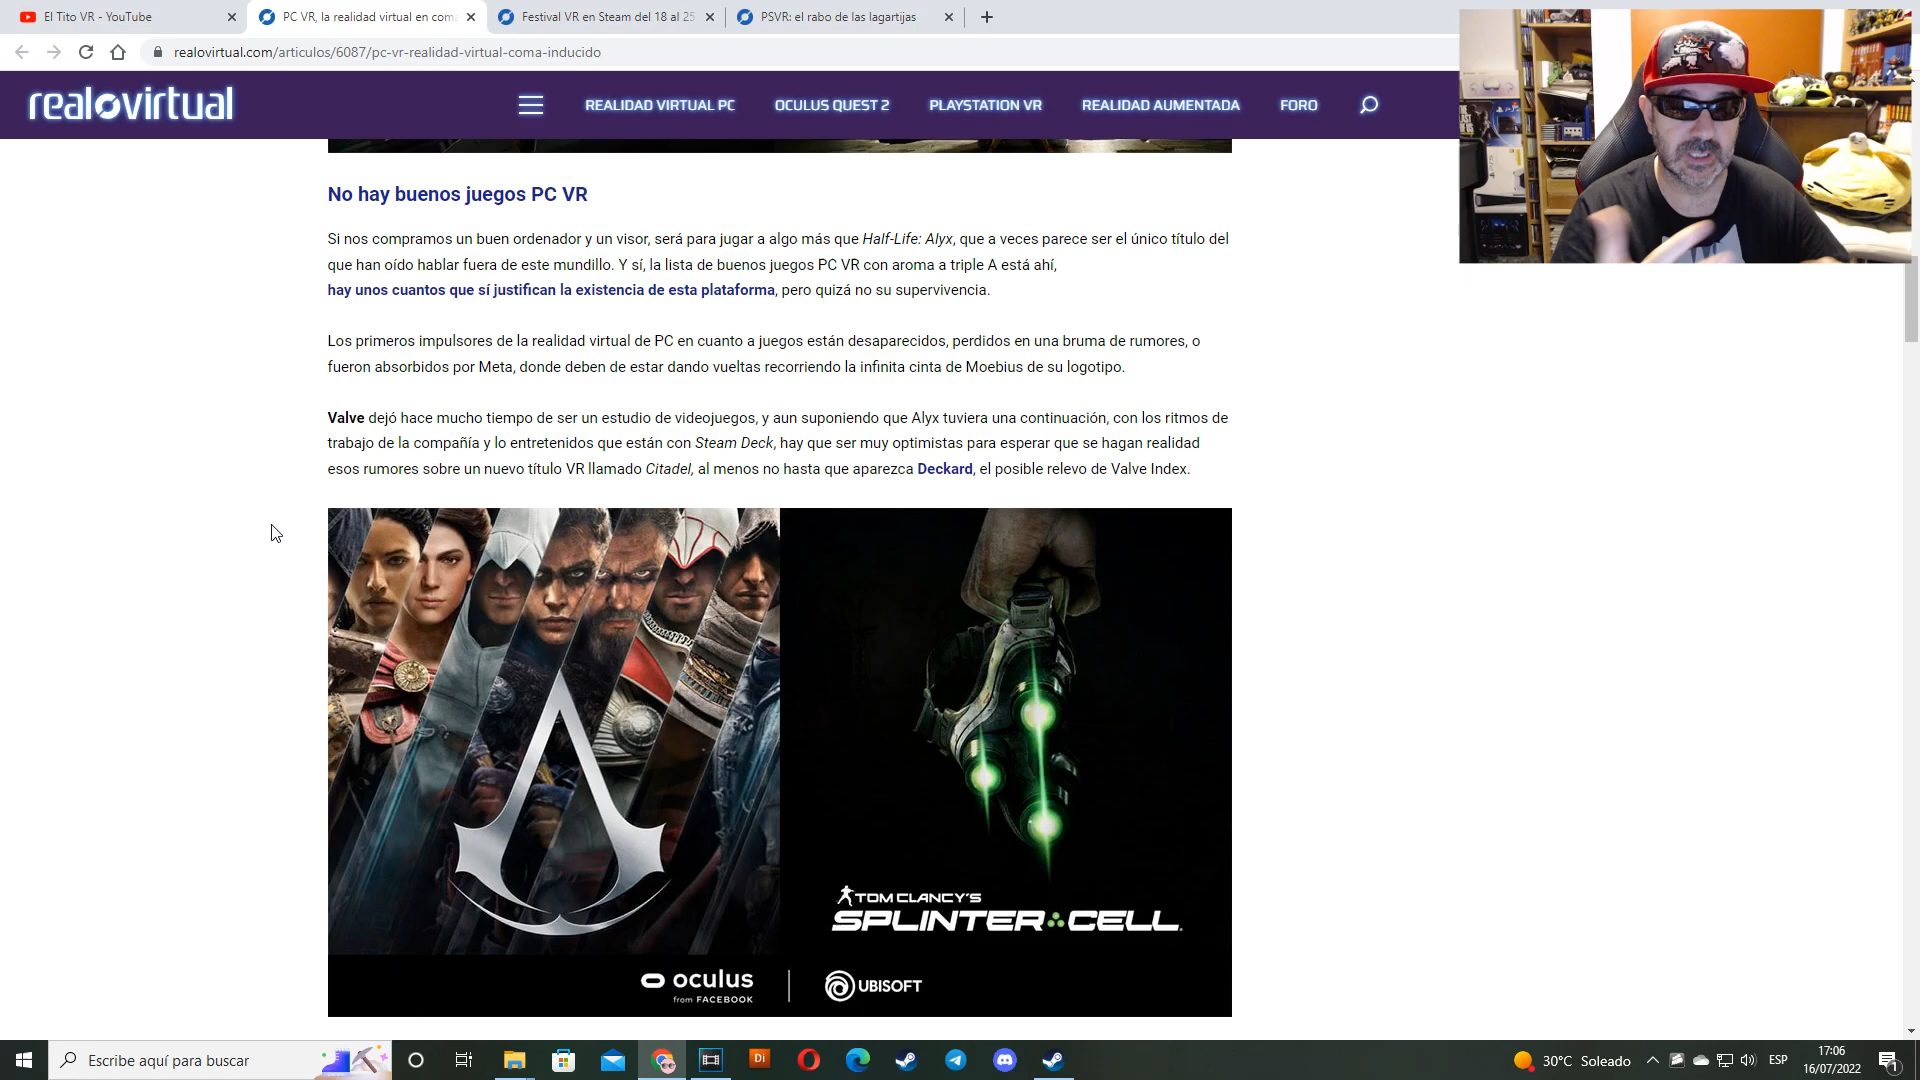 El Tito VR - YouTube
PC VR, la realidad virtual en coma
Festival VR en Steam del 18 al 25
PSVR: el rabo de las lagartijas
realovirtual.com/articulos/6087/pc-vr-realidad-virtual-coma-inducido
realovirtual
REALIDAD VIRTUAL PC
OCULUS QUEST 2
PLAYSTATION VR
REALIDAD AUMENTADA
FORO
No hay buenos juegos PC VR
Si nos compramos un buen ordenador y un visor, será para jugar a algo más que Half-Life: Alyx, que a veces parece ser el único título del
que han oído hablar fuera de este mundillo. Y sí, la lista de buenos juegos PC VR con aroma a triple A está ahí,
hay unos cuantos que sí justifican la existencia de esta plataforma, pero quizá no su supervivencia.
Los primeros impulsores de la realidad virtual de PC en cuanto a juegos están desaparecidos, perdidos en una bruma de rumores, o
fueron absorbidos por Meta, donde deben de estar dando vueltas recorriendo la infinita cinta de Moebius de su logotipo.
Valve dejó hace mucho tiempo de ser un estudio de videojuegos, y aun suponiendo que Alyx tuviera una continuación, con los ritmos de
trabajo de la compañía y lo entretenidos que están con Steam Deck, hay que ser muy optimistas para esperar que se hagan realidad
esos rumores sobre un nuevo título VR llamado Citadel, al menos no hasta que aparezca Deckard, el posible relevo de Valve Index.
TOM CLANCY'S
SPLINTER CELL
oculus
from FACEBOOK
UBISOFT
Escribe aquí para buscar
Di
30°C Soleado
ESP
17:06
16/07/2022
1